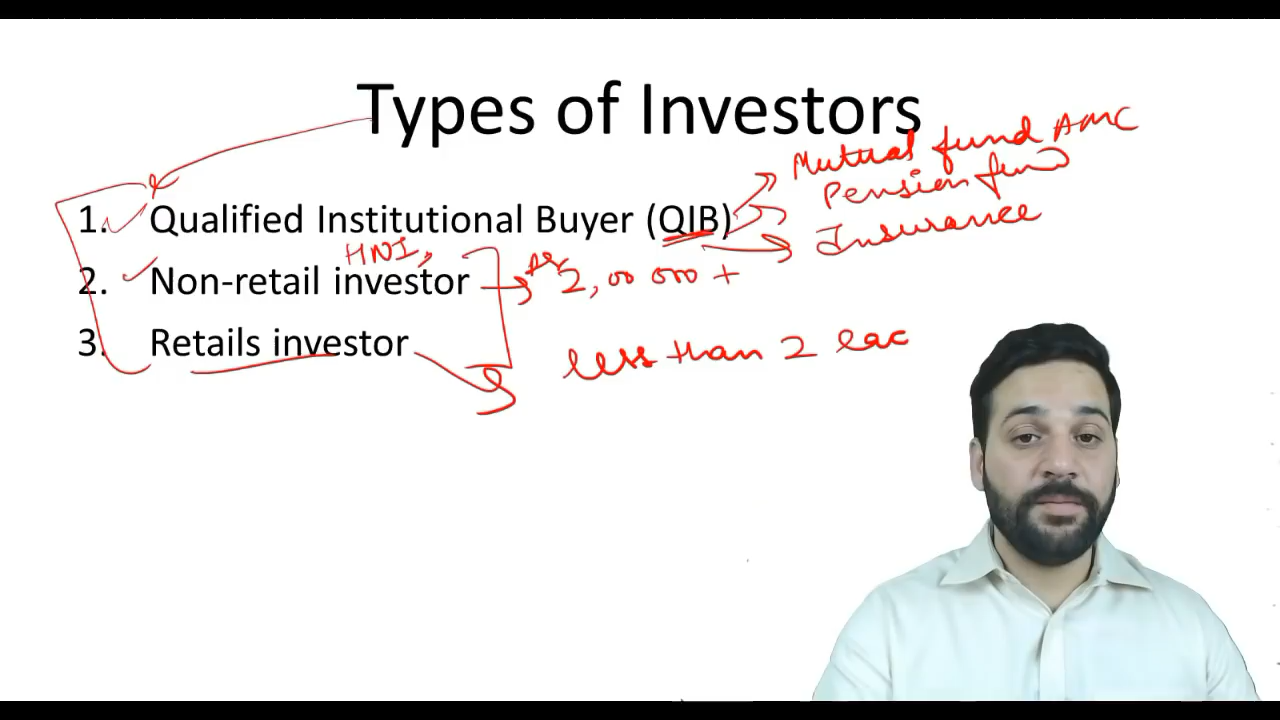 Types of Investors
Mutual fund AMC
Pension fund
1. Qualified Institutional Buyer (QIB)
Insurance
HNI,
2. Non-retail investor
2,00 000 +
3. Retails investor
less than 2 lac